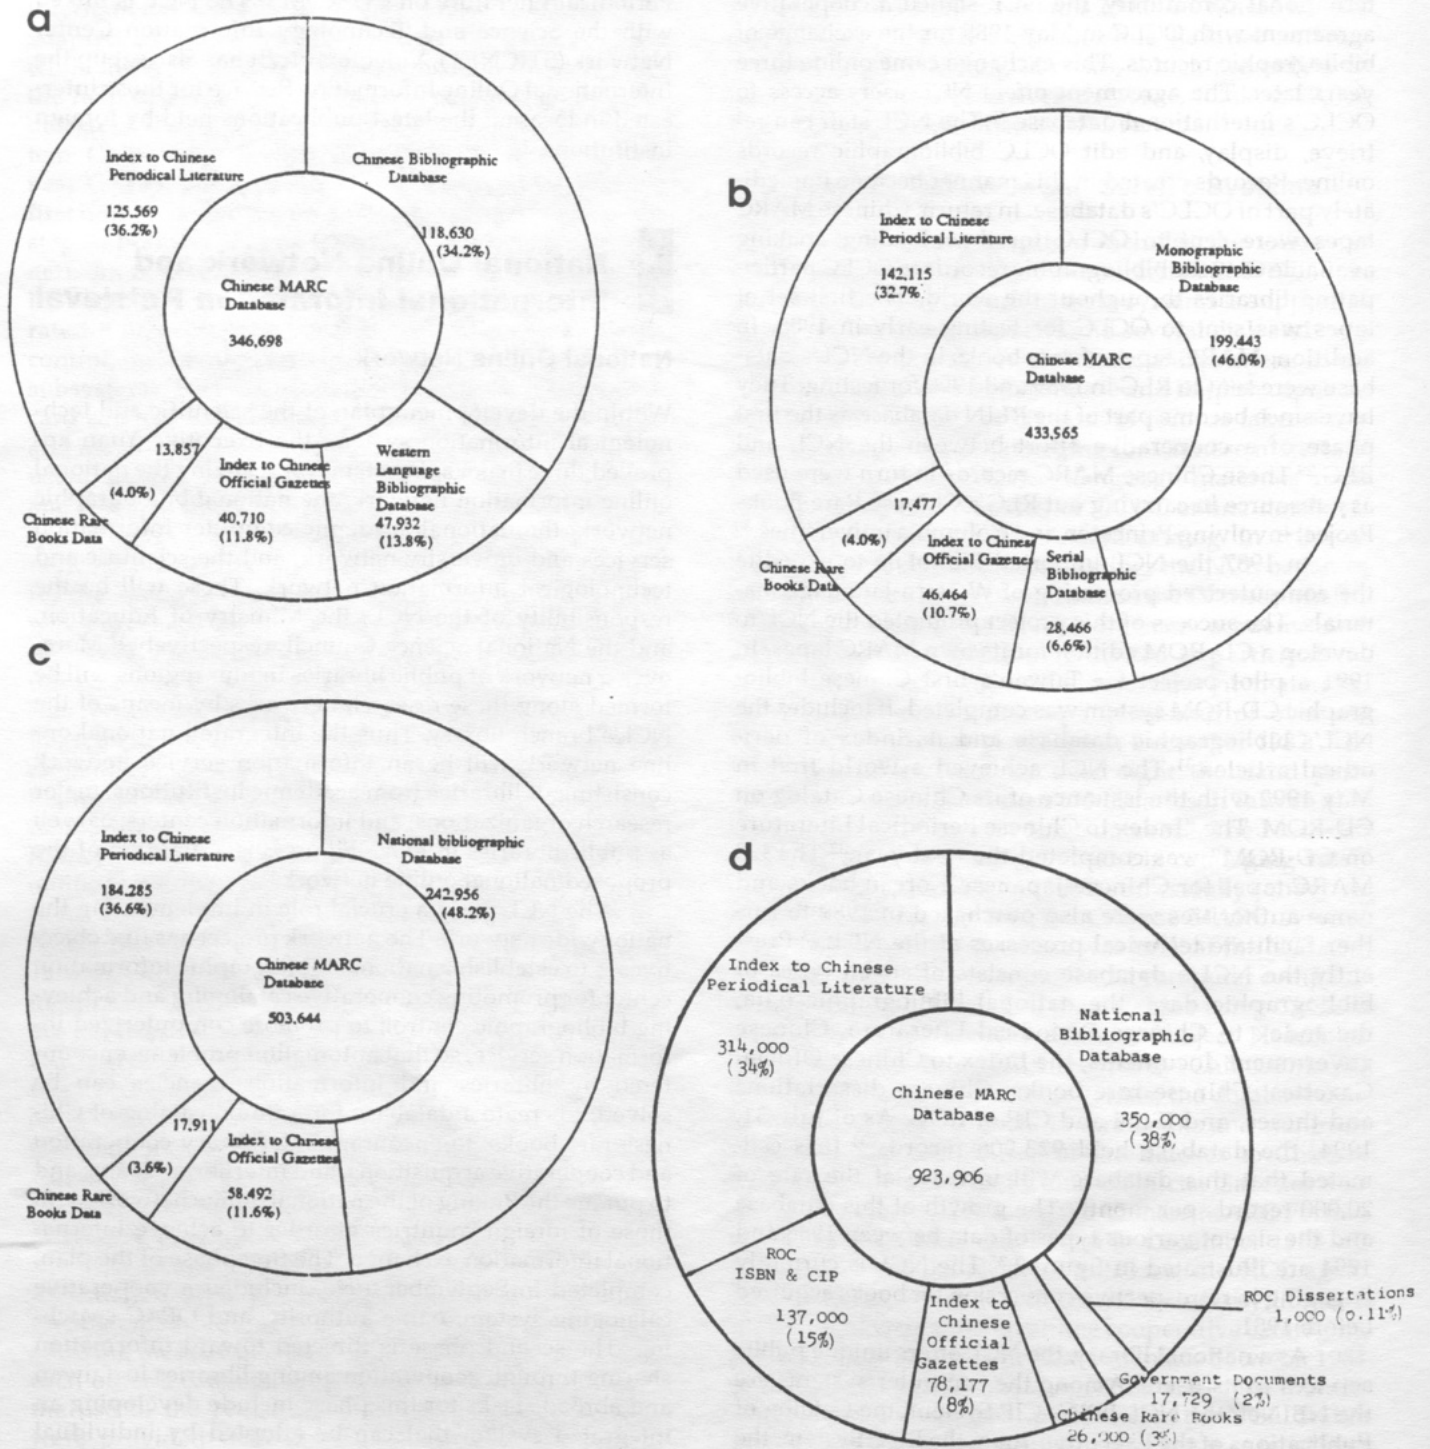 a
Index to Chinese
Periodical Literature
125,569
(36.2%)
Chinese Bibliographic
Database
118,630
(34.2%)
Chinese MARC
Database
346,698
13,857
(4.0%)
Chinese Rare
Books Data
Index to Chinese
Official Gazettes
40,710
(11.8%)
Western
Language
Bibliographic
Database
47,932
(13.8%)
b
Index to Chinese
Periodical Literature
142,115
(32.7%)
Monographic
Bibliographic
Database
199,443
(46.0%)
Chinese MARC
Database
433,565
17,477
(4.0%)
Chinese Rare
Books Data
Index to Chinese
Official Gazettes
46,464
(10.7%)
Serial
Bibliographic
Database
28,466
(6.6%)
c
Index to Chinese
Periodical Literature
184,285
(36.6%)
National bibliographic
Database
242,956
(48.2%)
Chinese MARC
Database
503,644
17,911
(3.6%)
Chinese Rare
Books Data
Index to Chinese
Official Gazettes
58,492
(11.6%)
d
Index to Chinese
Periodical Literature
314,000
(34%)
National
Bibliographic
Database
350,000
(38%)
Chinese MARC
Database
923,906
ROC
ISBN & CIP
137,000
(15%)
Index to
Chinese
Official
Gazettes
78,177
(8%)
ROC Dissertations
1,000 (0.11%)
Government Documents
17,729 (2%)
Chinese Rare Books
26,000 (3%)